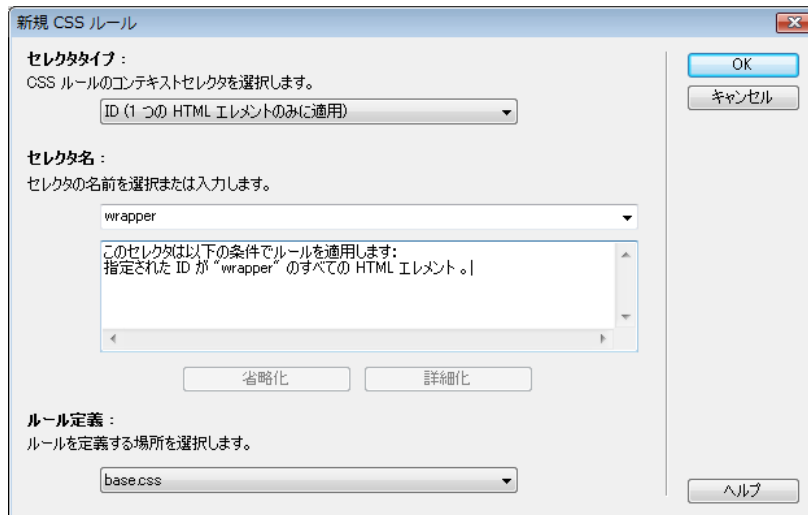 新規 CSS ルール
セレクタタイプ：
CSS ルールのコンテキストセレクタを選択します。
ID (1 つの HTML エレメントのみに適用)
セレクタ名：
セレクタの名前を選択または入力します。
wrapper
このセレクタは以下の条件でルールを適用します:
指定された ID が “wrapper” のすべての HTML エレメント 。
省略化
詳細化
ルール定義：
ルールを定義する場所を選択します。
base.css
OK
キャンセル
ヘルプ